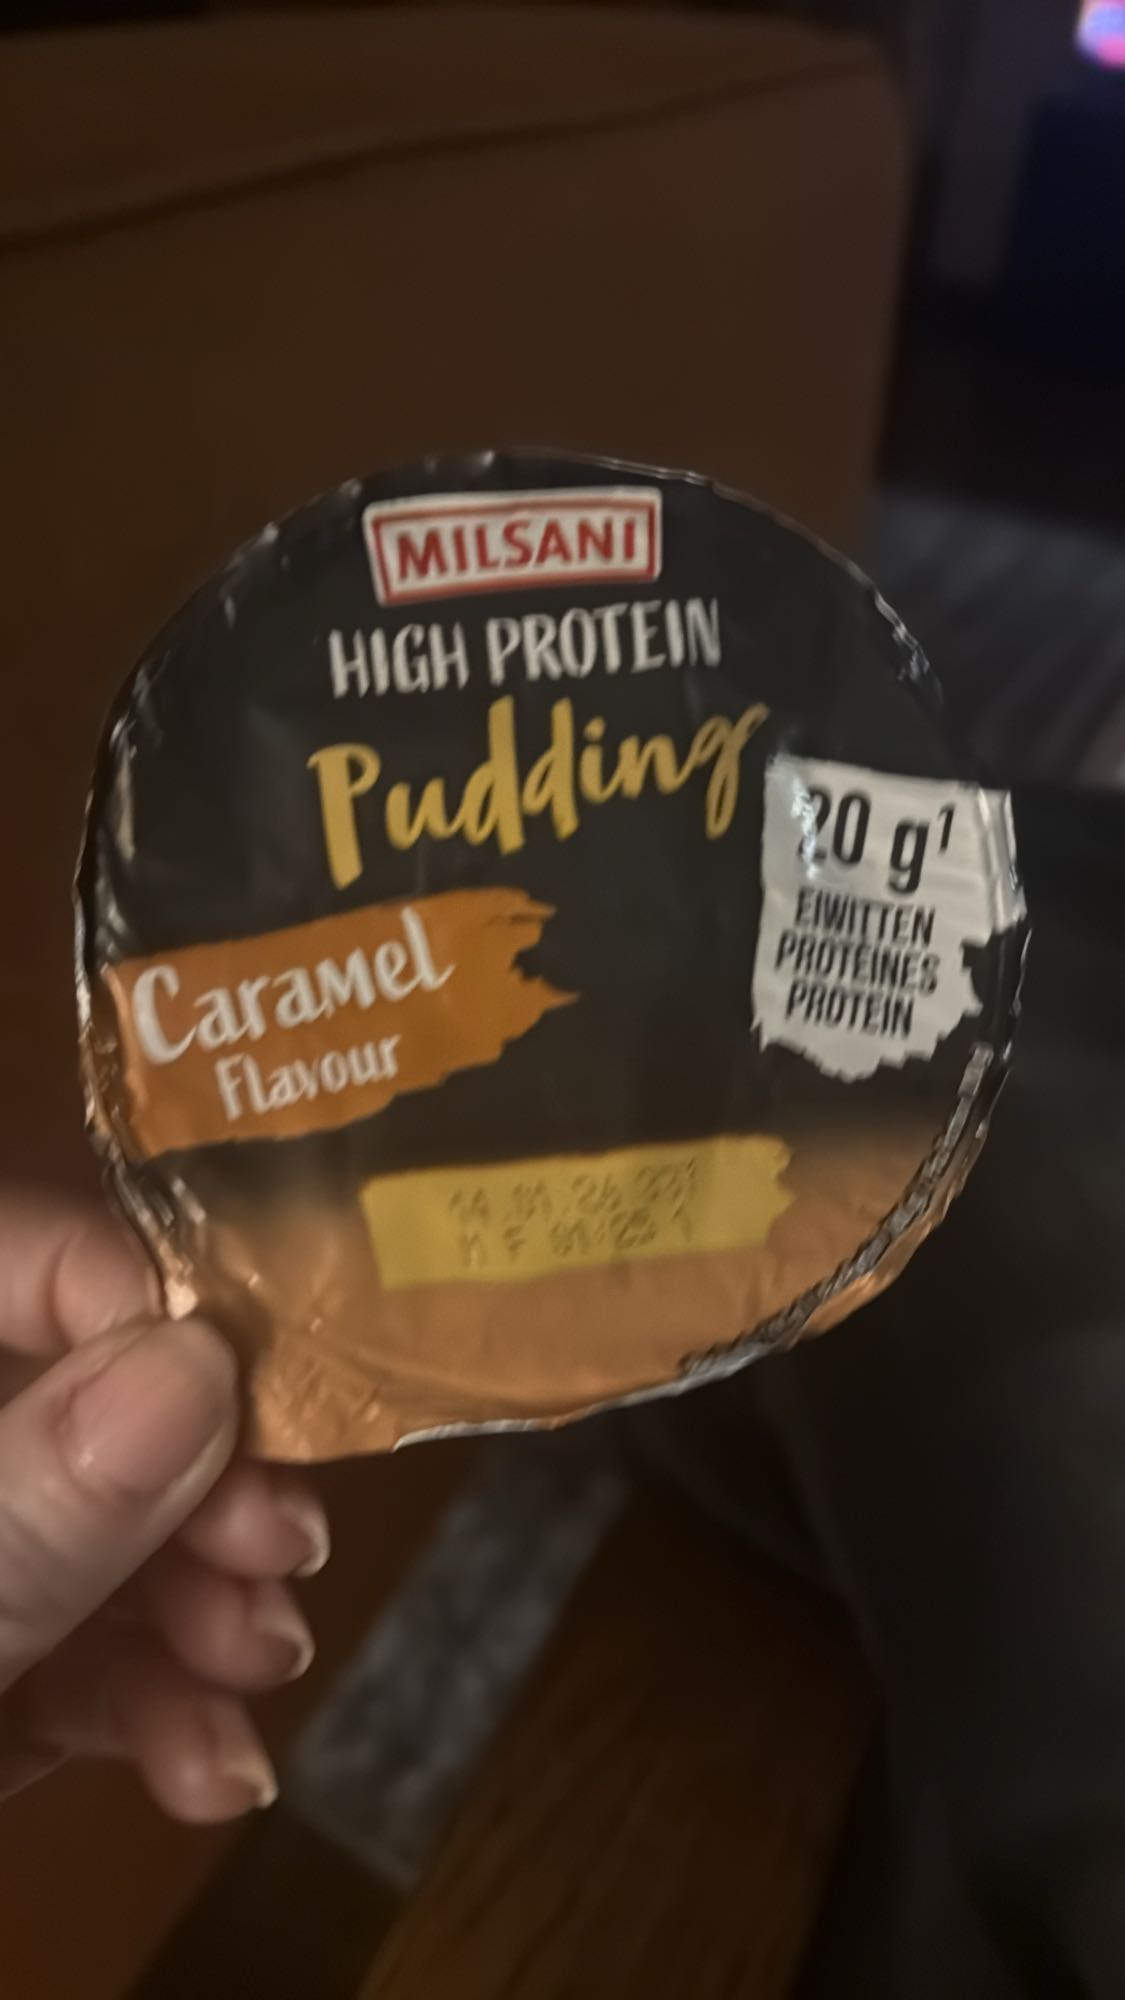 MILSANI
HIGH PROTEIN
Pudding
20 g¹
EIWITTEN
PROTÉINES
PROTEIN
Caramel
Flavour